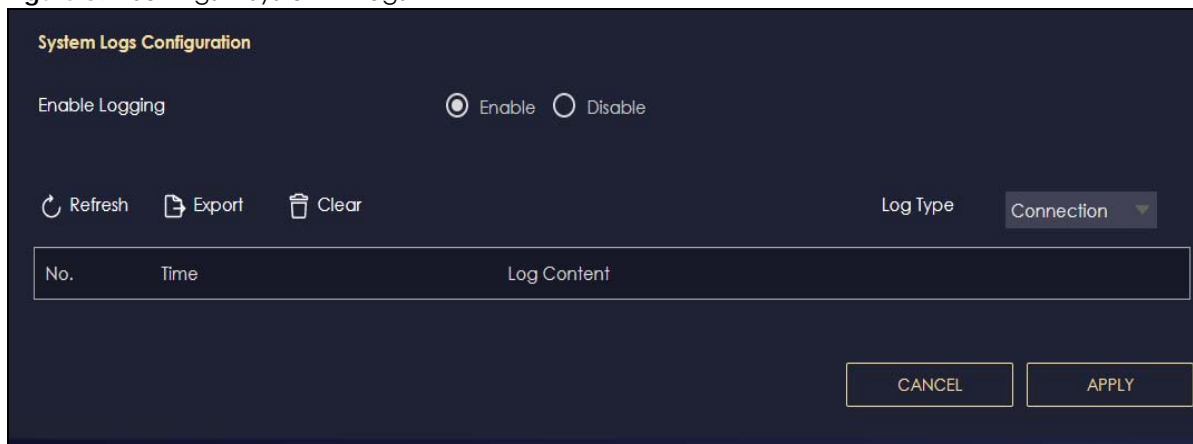 System Logs Configuration
Enable Logging Enable Disable
Refresh Export Clear Log Type Connection
No. Time Log Content
CANCEL APPLY